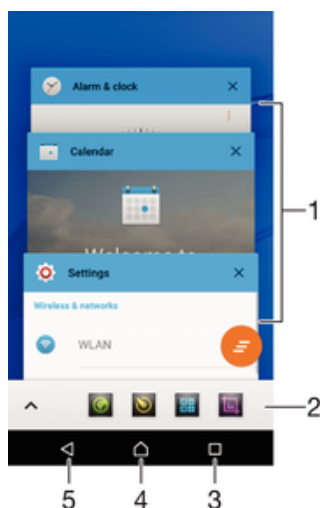 Alarm & clock
Calendar
Welcome to
Settings
Wireless & networks
WLAN
1
2
5
4
3